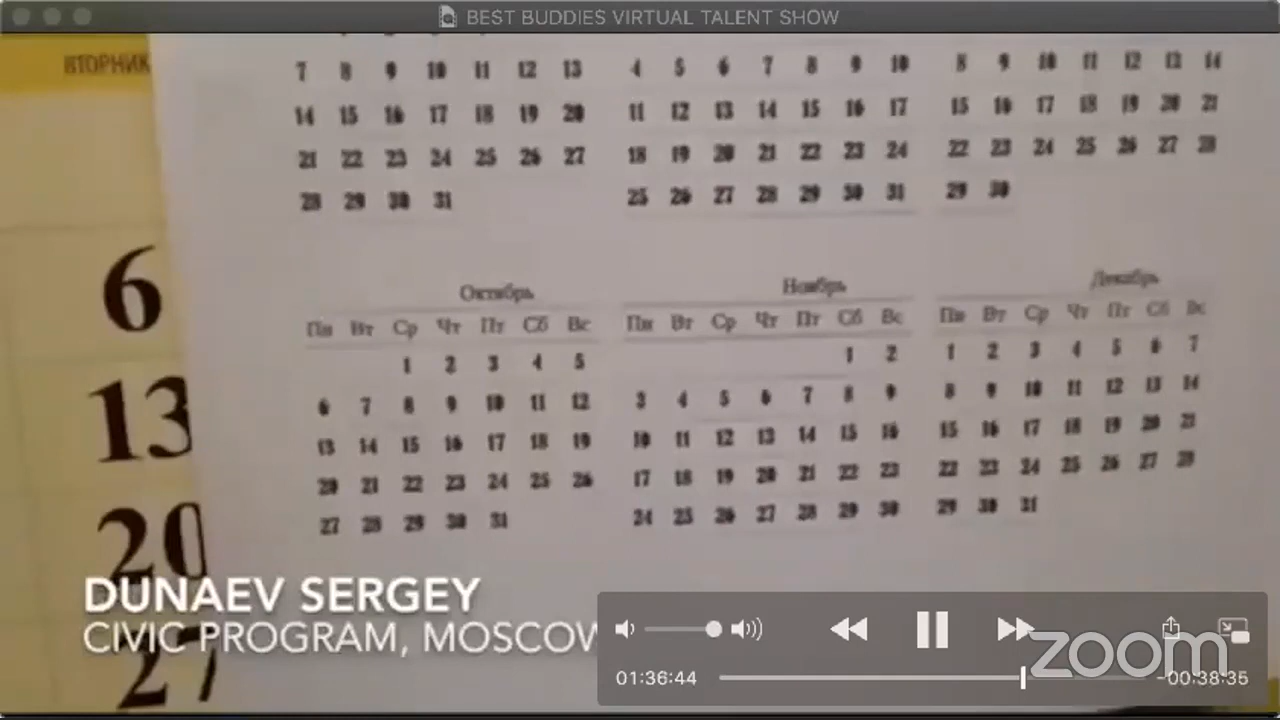 BEST BUDDIES VIRTUAL TALENT SHOW
ВТОРНИК
7 8 9 10 11 12 13
14 15 16 17 18 19 20
21 22 23 24 25 26 27
28 29 30 31
4 5 6 7 8 9 10
11 12 13 14 15 16 17
18 19 20 21 22 23 24
25 26 27 28 29 30 31
8 9 10 11 12 13 14
15 16 17 18 19 20 21
22 23 24 25 26 27 28
29 30
6
13
20
27
Октябрь
Пн Вт Ср Чт Пт Сб Вс
1 2 3 4 5
6 7 8 9 10 11 12
13 14 15 16 17 18 19
20 21 22 23 24 25 26
27 28 29 30 31
Ноябрь
Пн Вт Ср Чт Пт Сб Вс
1 2
3 4 5 6 7 8 9
10 11 12 13 14 15 16
17 18 19 20 21 22 23
24 25 26 27 28 29 30
Декабрь
Пн Вт Ср Чт Пт Сб Вс
1 2 3 4 5 6 7
8 9 10 11 12 13 14
15 16 17 18 19 20 21
22 23 24 25 26 27 28
29 30 31
DUNAEV SERGEY
CIVIC PROGRAM, MOSCOW
01:36:44
-00:38:35
zoom